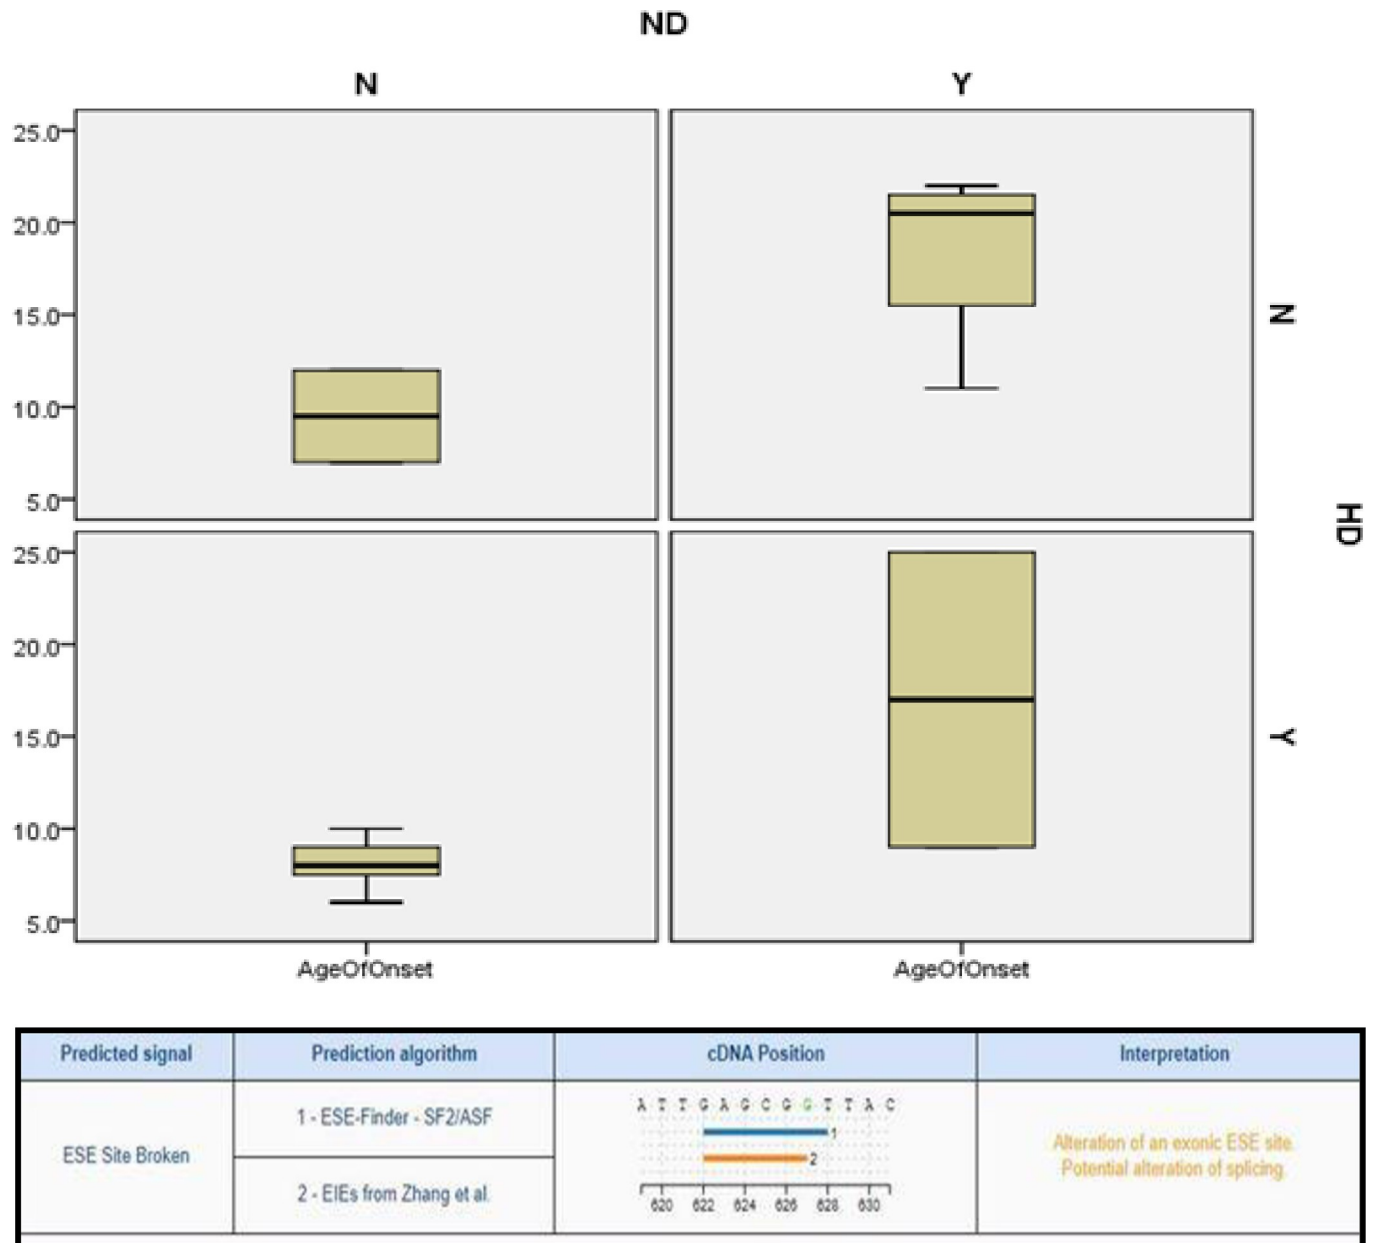 ND
N
Y
25.0
20.0
15.0
10.0
5.0
N
HD
25.0
20.0
15.0
10.0
5.0
Y
AgeOfOnset
AgeOfOnset
Predicted signal
Prediction algorithm
cDNA Position
Interpretation
ESE Site Broken
1 - ESE-Finder - SF2/ASF
2 - EIEs from Zhang et al.
A T T G A G C G G T T A C
1
2
620 622 624 626 628 630
Alteration of an exonic ESE site.
Potential alteration of splicing.